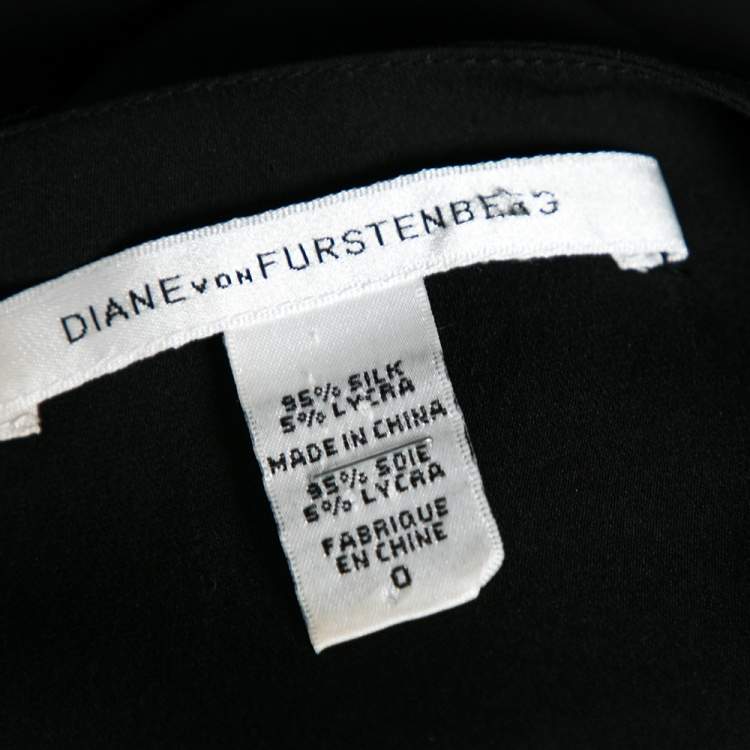 DIANE VON FURSTENBERG
95% SILK
5% LYCRA
MADE IN CHINA
95% SOIE
5% LYCRA
FABRIQUE
EN CHINE
0